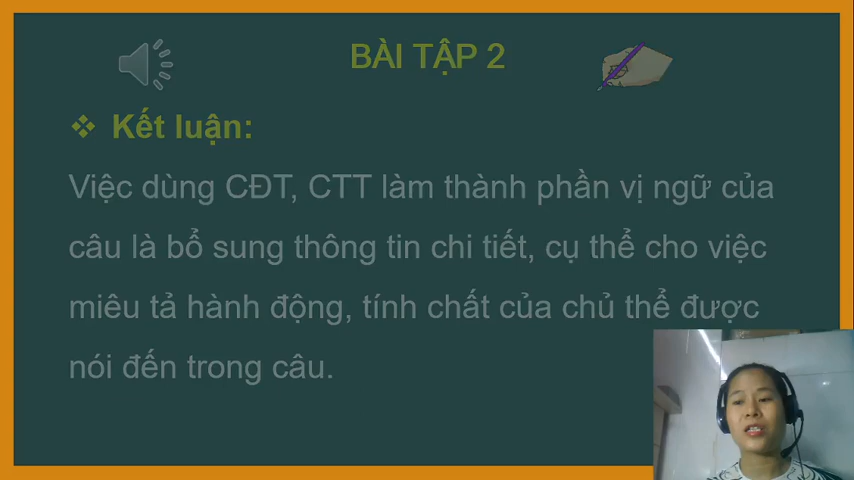 BÀI TẬP 2
❖ Kết luận:
Việc dùng CĐT, CTT làm thành phần vị ngữ của
câu là bổ sung thông tin chi tiết, cụ thể cho việc
miêu tả hành động, tính chất của chủ thể được
nói đến trong câu.